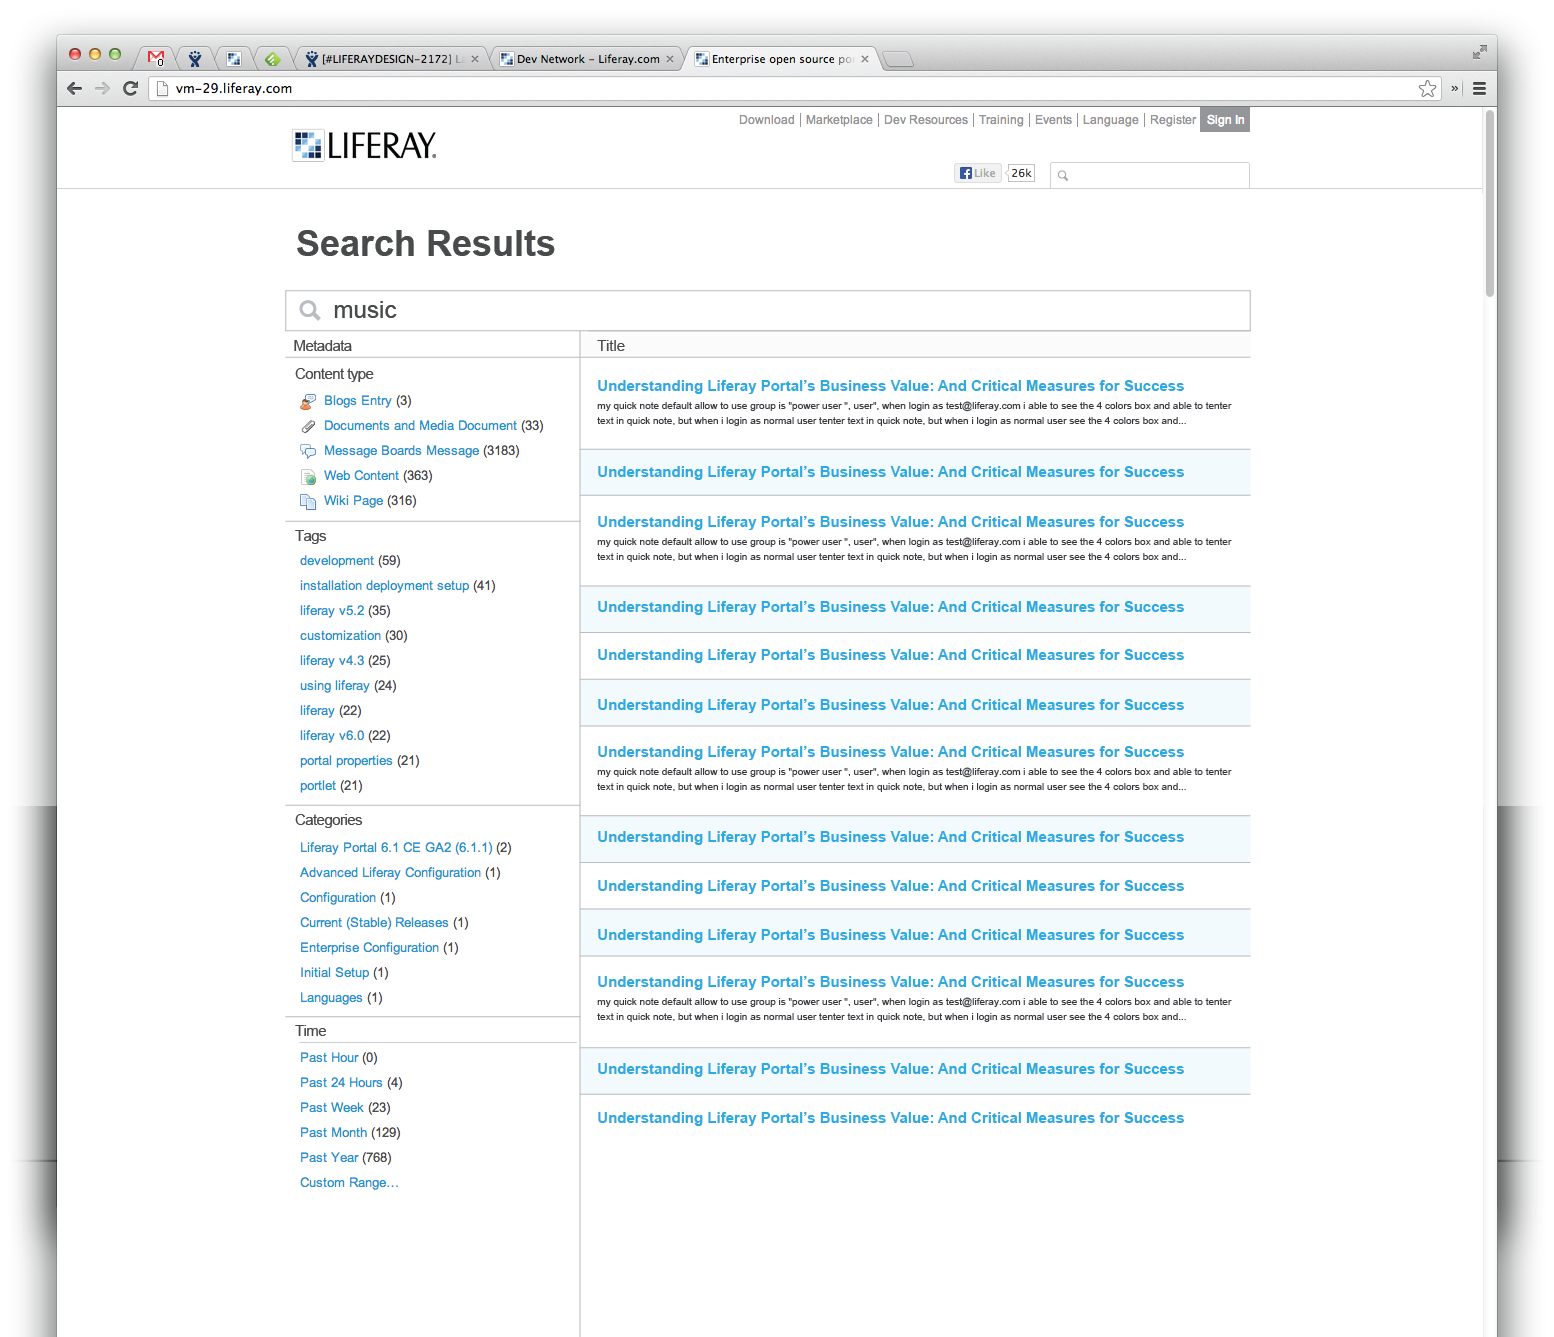 0
[#LIFERAYDESIGN-2172] La
Dev Network – Liferay.com
Enterprise open source po
vm-29.liferay.com
Download | Marketplace | Dev Resources | Training | Events | Language | Register Sign In
LIFERAY.
Like 26k
Search Results
music
Metadata
Content type
Blogs Entry (3)
Documents and Media Document (33)
Message Boards Message (3183)
Web Content (363)
Wiki Page (316)
Tags
development (59)
installation deployment setup (41)
liferay v5.2 (35)
customization (30)
liferay v4.3 (25)
using liferay (24)
liferay (22)
liferay v6.0 (22)
portal properties (21)
portlet (21)
Categories
Liferay Portal 6.1 CE GA2 (6.1.1) (2)
Advanced Liferay Configuration (1)
Configuration (1)
Current (Stable) Releases (1)
Enterprise Configuration (1)
Initial Setup (1)
Languages (1)
Time
Past Hour (0)
Past 24 Hours (4)
Past Week (23)
Past Month (129)
Past Year (768)
Custom Range...
Title
Understanding Liferay Portal’s Business Value: And Critical Measures for Success
my quick note default allow to use group is "power user ", user", when login as test@liferay.com i able to see the 4 colors box and able to tenter
text in quick note, but when i login as normal user tenter text in quick note, but when i login as normal user see the 4 colors box and...
Understanding Liferay Portal’s Business Value: And Critical Measures for Success
Understanding Liferay Portal’s Business Value: And Critical Measures for Success
my quick note default allow to use group is "power user ", user", when login as test@liferay.com i able to see the 4 colors box and able to tenter
text in quick note, but when i login as normal user tenter text in quick note, but when i login as normal user see the 4 colors box and...
Understanding Liferay Portal’s Business Value: And Critical Measures for Success
Understanding Liferay Portal’s Business Value: And Critical Measures for Success
Understanding Liferay Portal’s Business Value: And Critical Measures for Success
Understanding Liferay Portal’s Business Value: And Critical Measures for Success
my quick note default allow to use group is "power user ", user", when login as test@liferay.com i able to see the 4 colors box and able to tenter
text in quick note, but when i login as normal user tenter text in quick note, but when i login as normal user see the 4 colors box and...
Understanding Liferay Portal’s Business Value: And Critical Measures for Success
Understanding Liferay Portal’s Business Value: And Critical Measures for Success
Understanding Liferay Portal’s Business Value: And Critical Measures for Success
Understanding Liferay Portal’s Business Value: And Critical Measures for Success
my quick note default allow to use group is "power user ", user", when login as test@liferay.com i able to see the 4 colors box and able to tenter
text in quick note, but when i login as normal user tenter text in quick note, but when i login as normal user see the 4 colors box and...
Understanding Liferay Portal’s Business Value: And Critical Measures for Success
Understanding Liferay Portal’s Business Value: And Critical Measures for Success